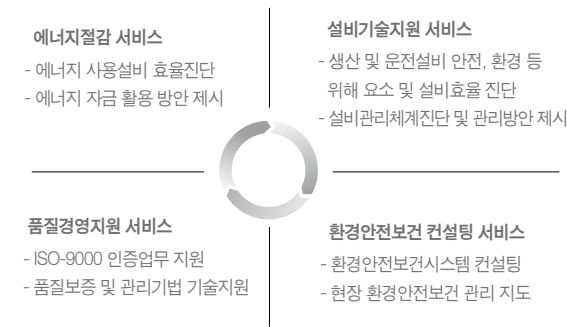 에너지절감 서비스
- 에너지 사용설비 효율진단
- 에너지 자금 활용 방안 제시
설비기술지원 서비스
- 생산 및 운전설비 안전, 환경 등
위해 요소 및 설비효율 진단
- 설비관리체계진단 및 관리방안 제시
품질경영지원 서비스
- ISO-9000 인증업무 지원
- 품질보증 및 관리기법 기술지원
환경안전보건 컨설팅 서비스
- 환경안전보건시스템 컨설팅
- 현장 환경안전보건 관리 지도